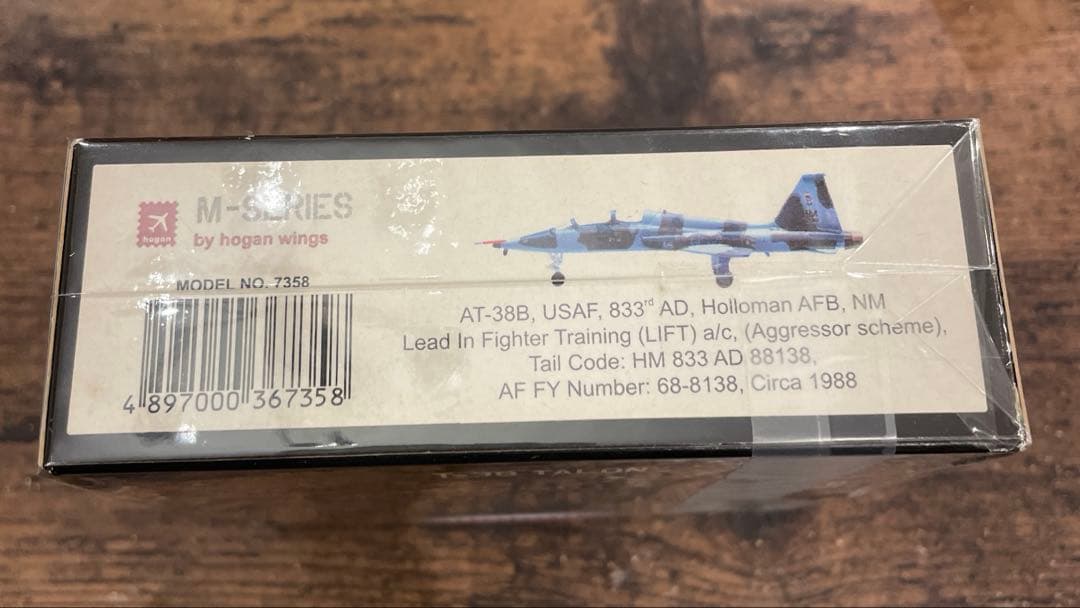 M-SERIES
hogan
by hogan wings
MODEL NO. 7358
4 897000 367358
AT-38B, USAF, 833rd AD, Holloman AFB, NM
Lead In Fighter Training (LIFT) a/c, (Aggressor scheme),
Tail Code: HM 833 AD 88138,
AF FY Number: 68-8138, Circa 1988
TALON